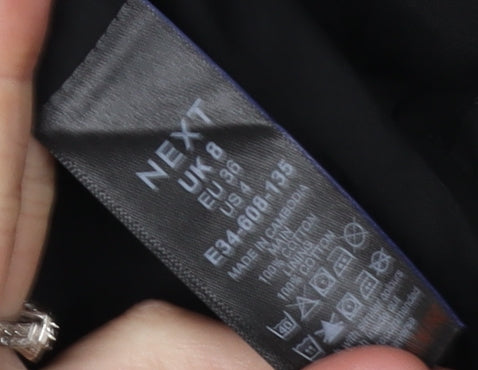 NEXT
UK 8
EU 36
US 4
E34-608-135
MADE IN CAMBODIA
MAIN
100% COTTON
LINING
100% COTTON
40